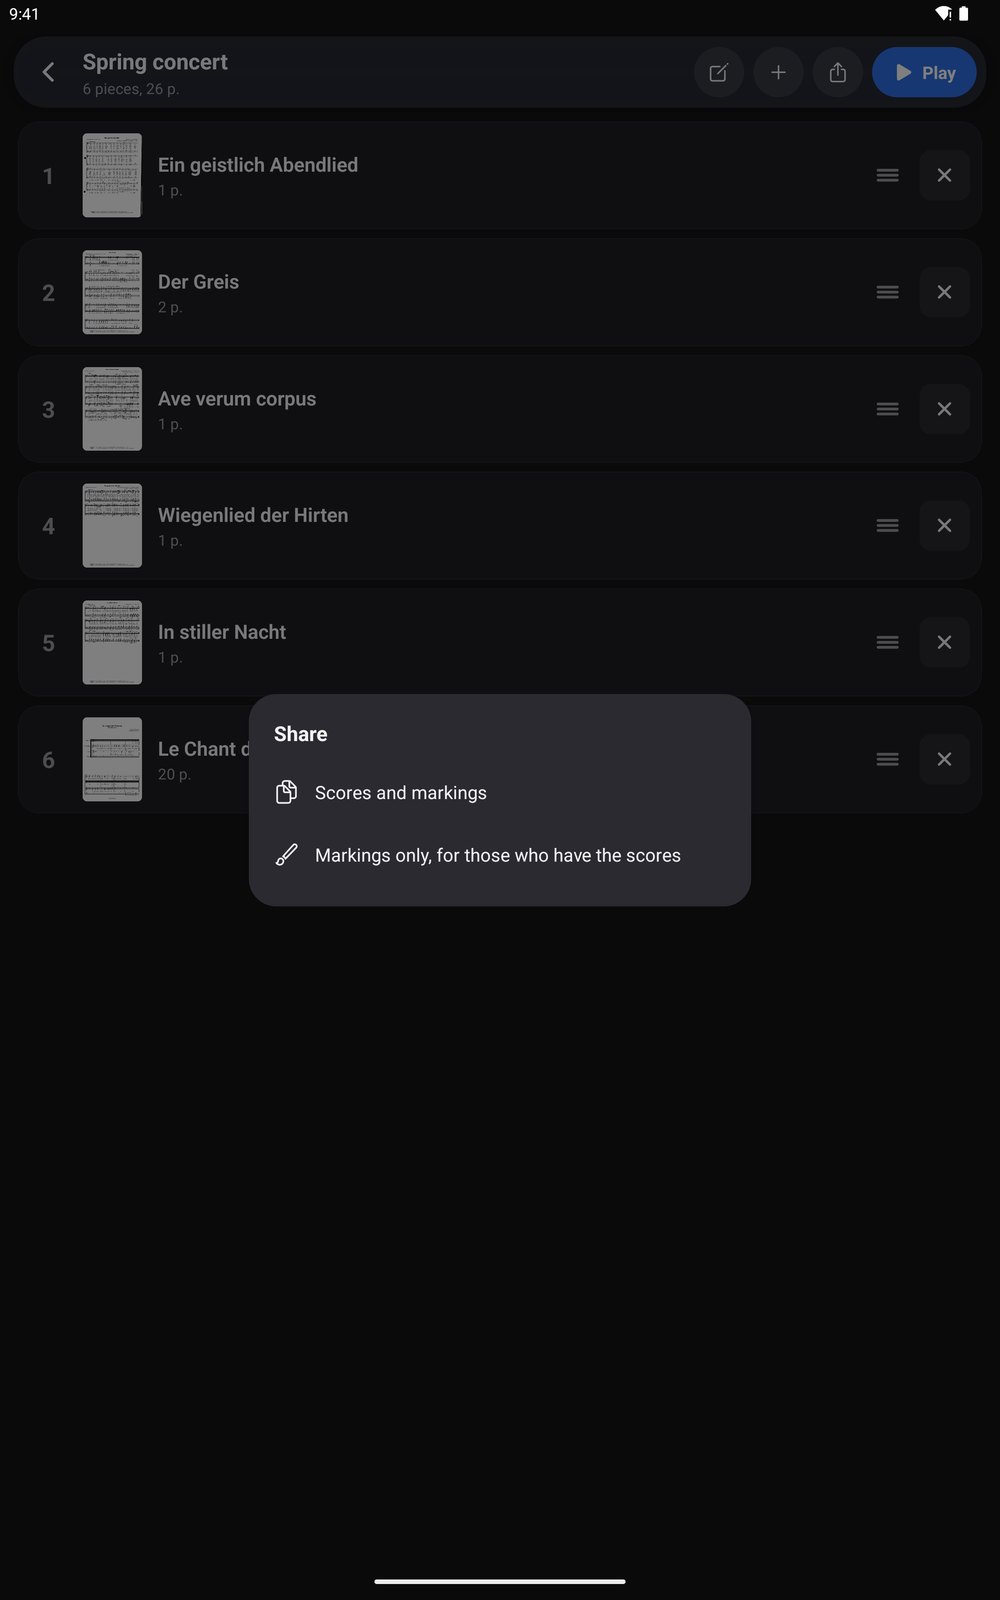 9:41
Spring concert
6 pieces, 26 p.
Play
1
Ein geistlich Abendlied
1 p.
2
Der Greis
2 p.
3
Ave verum corpus
1 p.
4
Wiegenlied der Hirten
1 p.
5
In stiller Nacht
1 p.
6
Le Chant
20 p.
Share
Scores and markings
Markings only, for those who have the scores